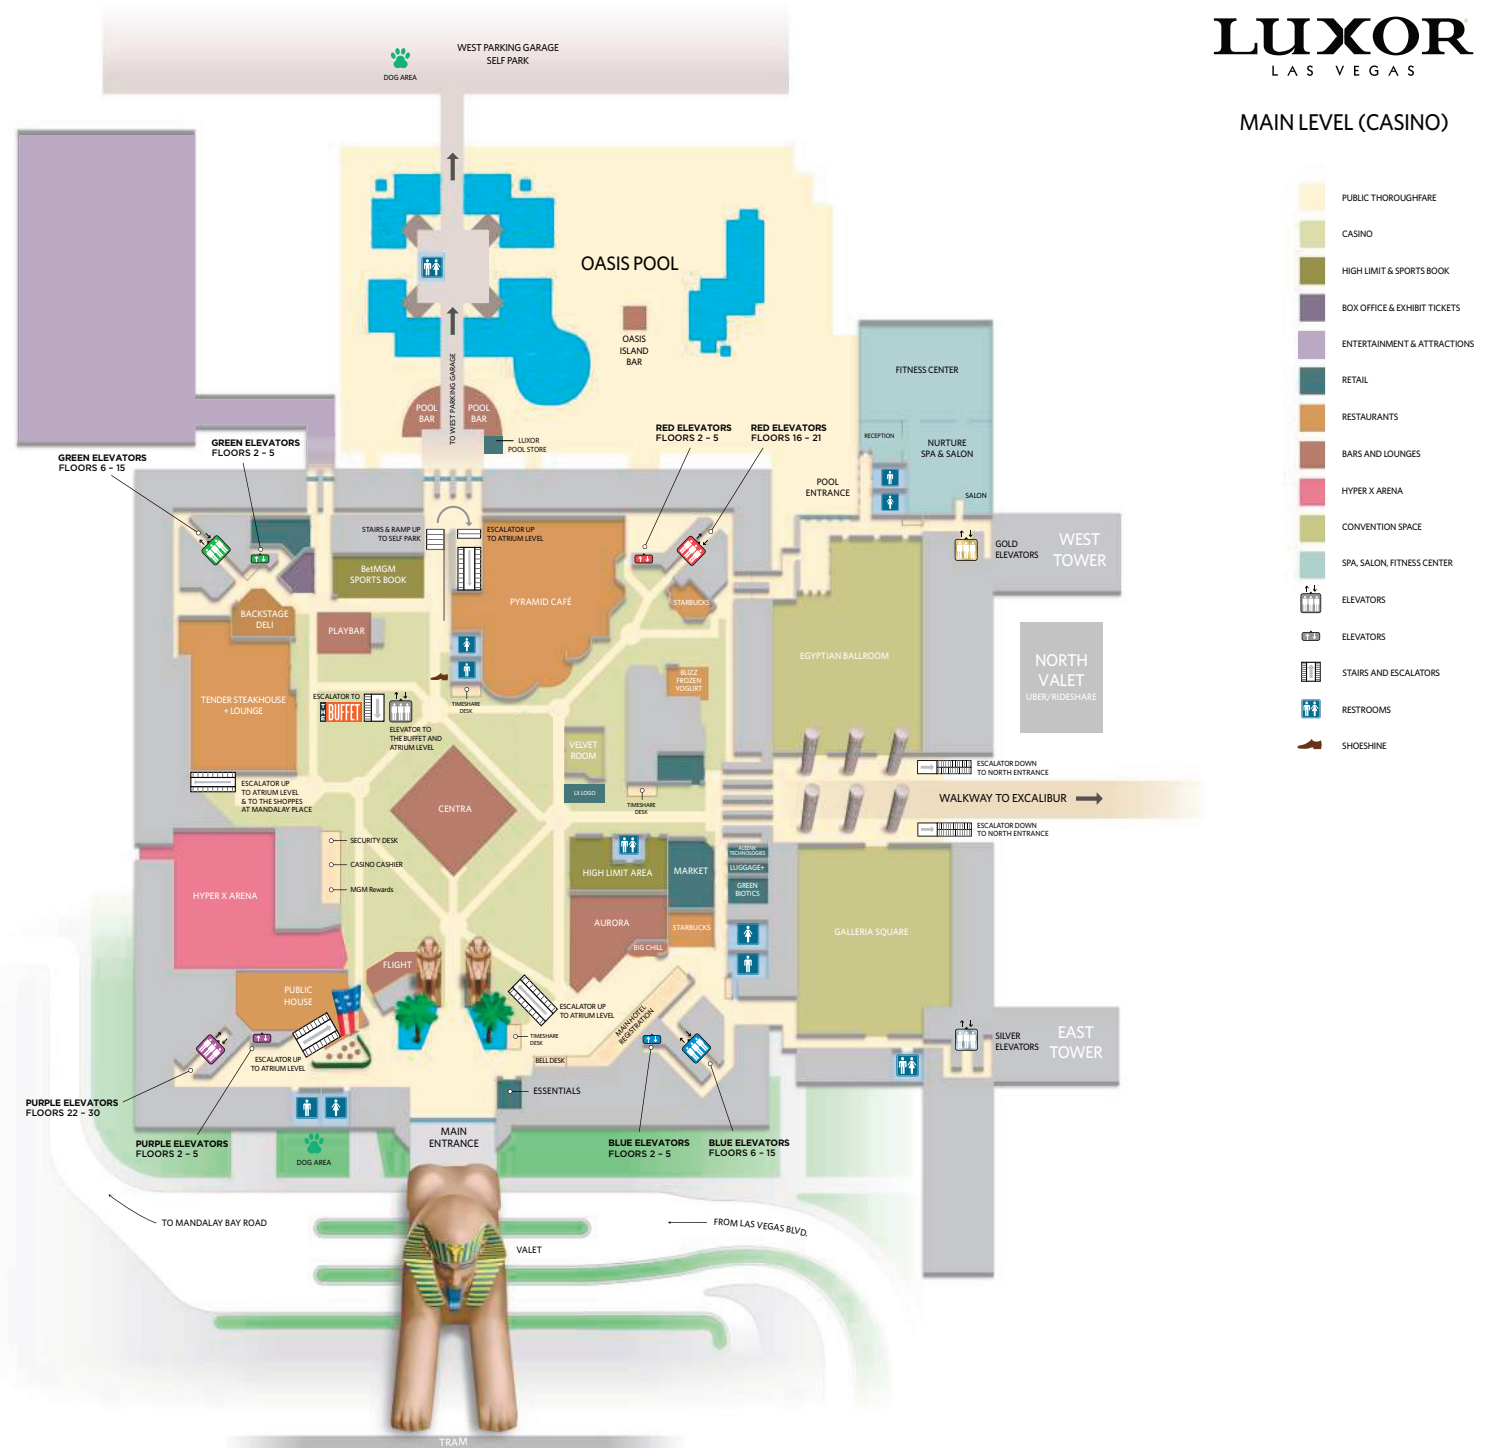 LUXOR
LAS VEGAS
MAIN LEVEL (CASINO)
PUBLIC THOROUGHFARE
CASINO
HIGH LIMIT & SPORTS BOOK
BOX OFFICE & EXHIBIT TICKETS
ENTERTAINMENT & ATTRACTIONS
RETAIL
RESTAURANTS
BARS AND LOUNGES
HYPER X ARENA
CONVENTION SPACE
SPA, SALON, FITNESS CENTER
ELEVATORS
ELEVATORS
STAIRS AND ESCALATORS
RESTROOMS
SHOESHINE
WEST PARKING GARAGE
SELF PARK
DOG AREA
OASIS POOL
OASIS
ISLAND
BAR
TO WEST PARKING GARAGE
POOL
BAR
POOL
BAR
LUXOR
POOL STORE
FITNESS CENTER
RECEPTION
NURTURE
SPA & SALON
SALON
POOL
ENTRANCE
GREEN ELEVATORS
FLOORS 6 – 15
GREEN ELEVATORS
FLOORS 2 – 5
RED ELEVATORS
FLOORS 2 – 5
RED ELEVATORS
FLOORS 16 – 21
STAIRS & RAMP UP
TO SELF PARK
ESCALATOR UP
TO ATRIUM LEVEL
GOLD
ELEVATORS
WEST
TOWER
BetMGM
SPORTS BOOK
PYRAMID CAFÉ
STARBUCKS
BACKSTAGE
DELI
PLAYBAR
EGYPTIAN BALLROOM
NORTH
VALET
UBER/RIDESHARE
BLIZZ
FROZEN
YOGURT
TENDER STEAKHOUSE
+ LOUNGE
ESCALATOR TO
THE
BUFFET
TIMESHARE
DESK
ELEVATOR TO
THE BUFFET AND
ATRIUM LEVEL
VELVET
ROOM
LX LOGO
TIMESHARE
DESK
ESCALATOR UP
TO ATRIUM LEVEL
& TO THE SHOPPES
AT MANDALAY PLACE
CENTRA
ESCALATOR DOWN
TO NORTH ENTRANCE
WALKWAY TO EXCALIBUR
ESCALATOR DOWN
TO NORTH ENTRANCE
SECURITY DESK
CASINO CASHIER
MGM Rewards
HYPER X ARENA
HIGH LIMIT AREA
MARKET
TECHNOLOGIES
LUGGAGE+
GREEN
BIOTICS
AURORA
STARBUCKS
BIG CHILL
GALLERIA SQUARE
FLIGHT
PUBLIC
HOUSE
ESCALATOR UP
TO ATRIUM LEVEL
MAIN HOTEL
REGISTRATION
TIMESHARE
DESK
BELL DESK
ESCALATOR UP
TO ATRIUM LEVEL
ESSENTIALS
SILVER
ELEVATORS
EAST
TOWER
PURPLE ELEVATORS
FLOORS 22 – 30
PURPLE ELEVATORS
FLOORS 2 – 5
DOG AREA
MAIN
ENTRANCE
BLUE ELEVATORS
FLOORS 2 – 5
BLUE ELEVATORS
FLOORS 6 – 15
TO MANDALAY BAY ROAD
FROM LAS VEGAS BLVD.
VALET
TRAM